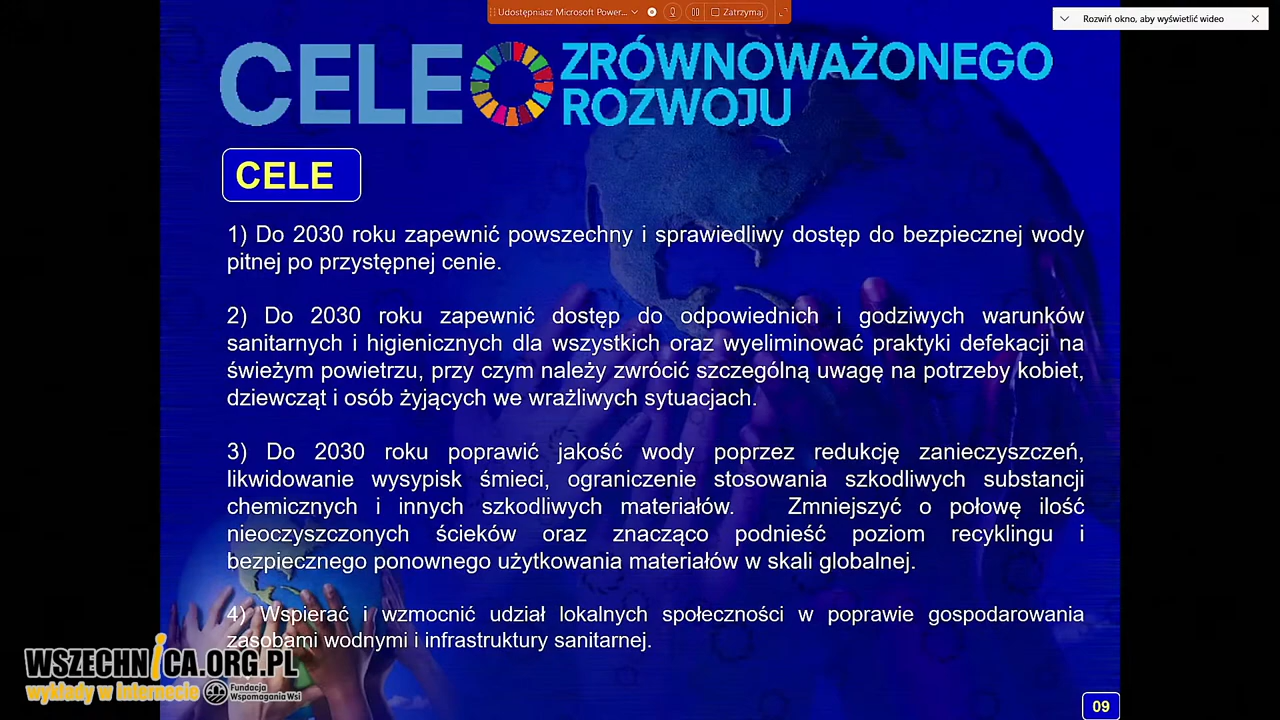 Udostępniasz Microsoft Power...
Zatrzymaj
Rozwiń okno, aby wyświetlić wideo
CELE ZRÓWNOWAŻONEGO
ROZWOJU
CELE
1) Do 2030 roku zapewnić powszechny i sprawiedliwy dostęp do bezpiecznej wody
pitnej po przystępnej cenie.
2) Do 2030 roku zapewnić dostęp do odpowiednich i godziwych warunków
sanitarnych i higienicznych dla wszystkich oraz wyeliminować praktyki defekacji na
świeżym powietrzu, przy czym należy zwrócić szczególną uwagę na potrzeby kobiet,
dziewcząt i osób żyjących we wrażliwych sytuacjach.
3) Do 2030 roku poprawić jakość wody poprzez redukcję zanieczyszczeń,
likwidowanie wysypisk śmieci, ograniczenie stosowania szkodliwych substancji
chemicznych i innych szkodliwych materiałów. Zmniejszyć o połowę ilość
nieoczyszczonych ścieków oraz znacząco podnieść poziom recyklingu i
bezpiecznego ponownego użytkowania materiałów w skali globalnej.
4) Wspierać i wzmocnić udział lokalnych społeczności w poprawie gospodarowania
zasobami wodnymi i infrastruktury sanitarnej.
WSZECHNICA.ORG.PL
wykłady w internecie
Fundacja
Wspomagania Wsi
09